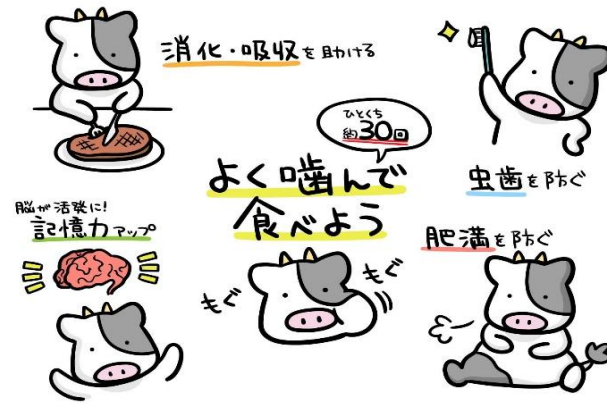 消化・吸収を助ける
ひとくち
約30回
よく噛んで
食べよう
虫歯を防ぐ
脳が活発に!
記憶力アップ
肥満を防ぐ
もぐ
もぐ